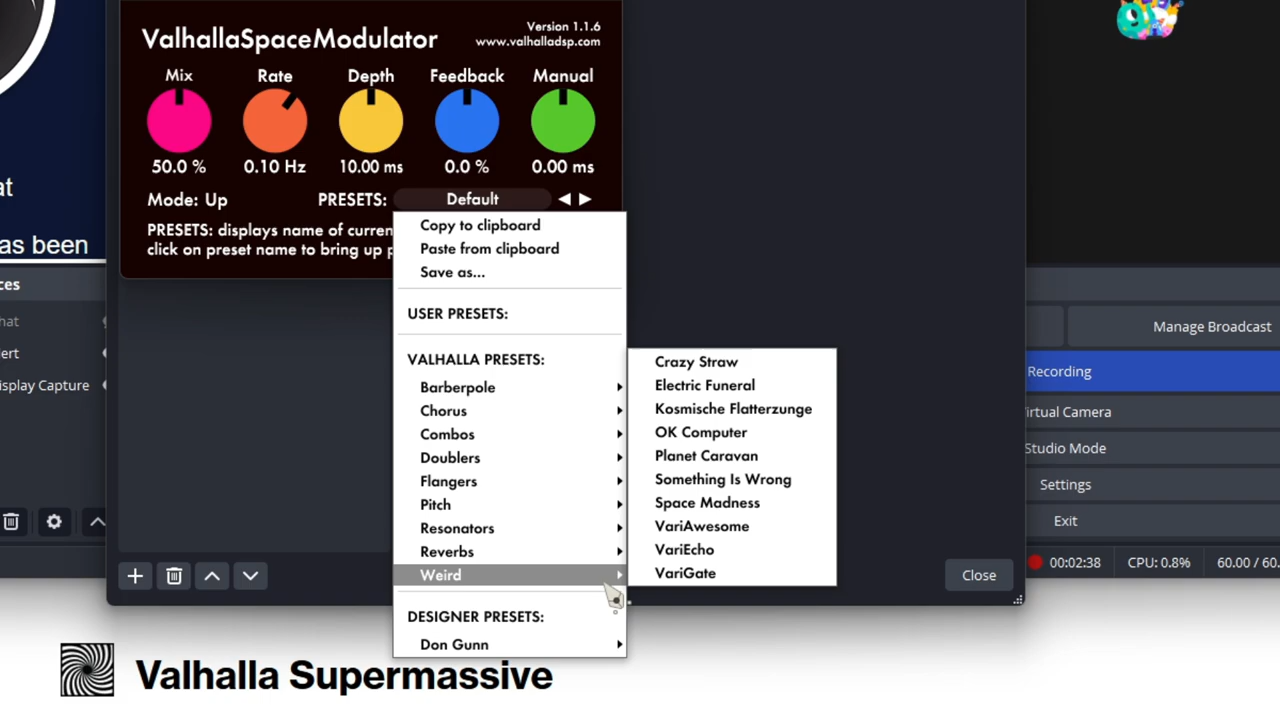 ValhallaSpaceModulator
Version 1.1.6
www.valhalladsp.com
Mix Rate Depth Feedback Manual
50.0 % 0.10 Hz 10.00 ms 0.0 % 0.00 ms
Mode: Up PRESETS: Default
PRESETS: displays name of curren
click on preset name to bring up p
Copy to clipboard
Paste from clipboard
Save as...
USER PRESETS:
VALHALLA PRESETS:
Barberpole
Chorus
Combos
Doublers
Flangers
Pitch
Resonators
Reverbs
Weird
DESIGNER PRESETS:
Don Gunn
Crazy Straw
Electric Funeral
Kosmische Flatterzunge
OK Computer
Planet Caravan
Something Is Wrong
Space Madness
VariAwesome
VariEcho
VariGate
at
as been
ces
hat
ert
isplay Capture
Close
Manage Broadcast
Recording
irtual Camera
Studio Mode
Settings
Exit
00:02:38 CPU: 0.8% 60.00 / 60.
Valhalla Supermassive